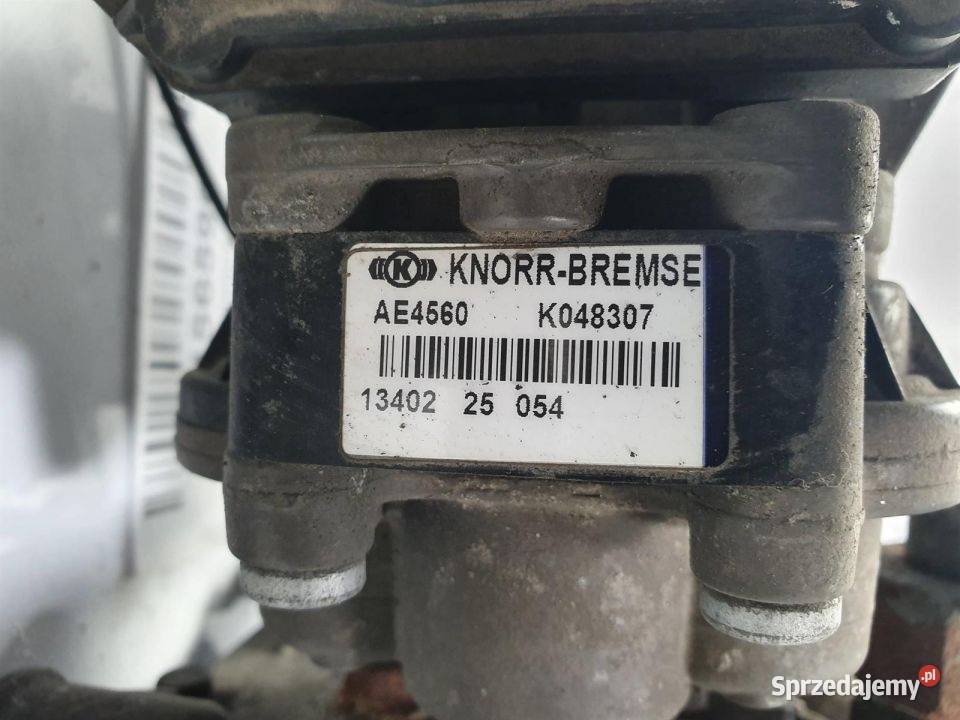 K KNORR-BREMSE
AE4560 K048307
13402 25 054
Sprzedajemy.pl